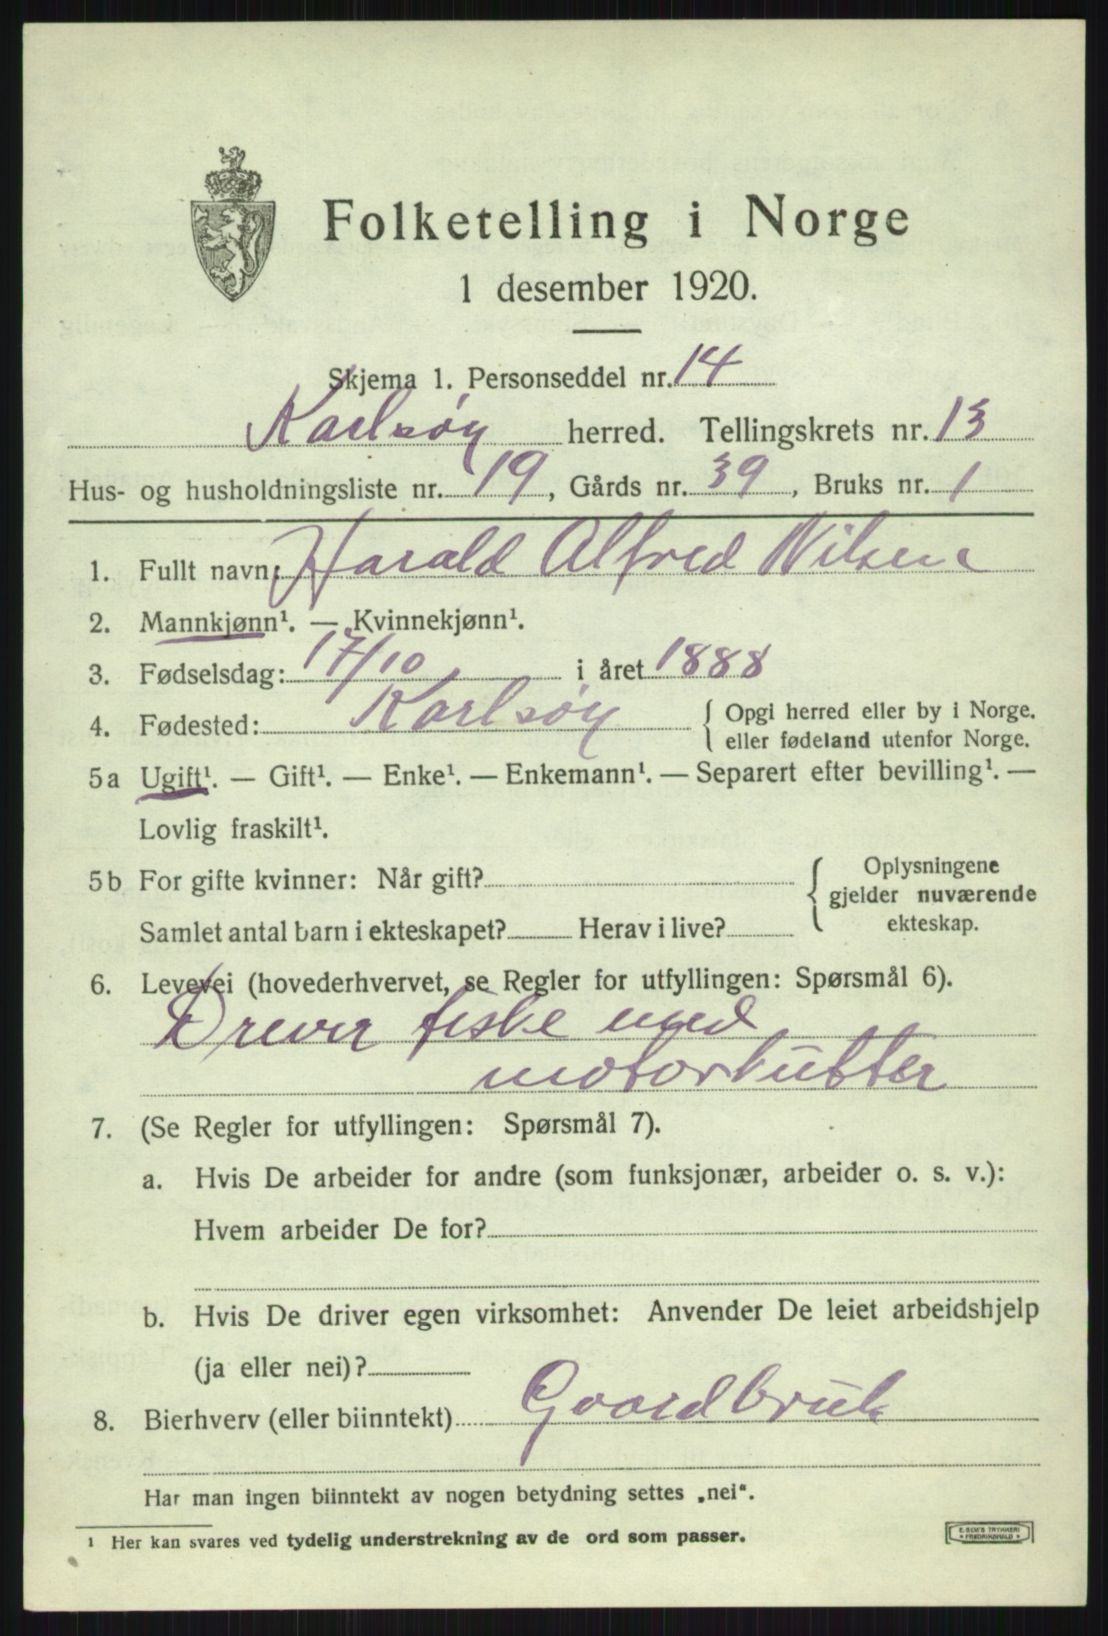 Folketelling i Norge
1 desember 1920.
Skjema 1. Personseddel nr. 14
Karlsøy herred. Tellingskrets nr. 13
Hus- og husholdningsliste nr. 19, Gårds nr. 39, Bruks nr. 1
1. Fullt navn: Harald Alfred Nilsen
2. Mannkjønn¹. — Kvinnekjønn¹.
3. Fødselsdag: 17/10 i året 1888
4. Fødested: Karlsøy { Opgi herred eller by i Norge, eller fødeland utenfor Norge.
5a Ugift¹. — Gift¹. — Enke¹. — Enkemann¹. — Separert efter bevilling¹. —
Lovlig fraskilt¹.
5b For gifte kvinner: Når gift? { Oplysningene gjelder nuværende ekteskap.
Samlet antal barn i ekteskapet? Herav i live?
6. Levevei (hovederhvervet, se Regler for utfyllingen: Spørsmål 6).
Drever fiske med
motorkutter
7. (Se Regler for utfyllingen: Spørsmål 7).
a. Hvis De arbeider for andre (som funksjonær, arbeider o. s. v.):
Hvem arbeider De for?
b. Hvis De driver egen virksomhet: Anvender De leiet arbeidshjelp
(ja eller nei)?
8. Bierhverv (eller biinntekt) Gaardbruk
Har man ingen biinntekt av nogen betydning settes „nei“.
¹ Her kan svares ved tydelig understrekning av de ord som passer.
E. SEM'S TRYKKERI
FREDRIKSHALD